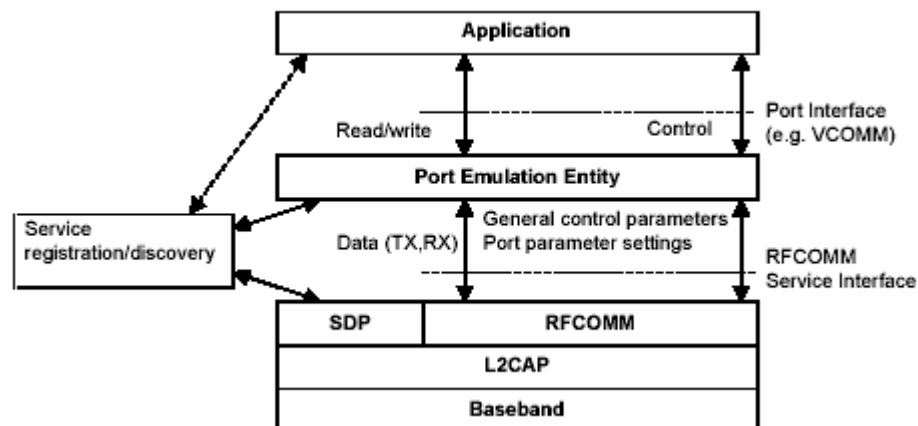 Application
Read/write
Control
Port Interface
(e.g. VCOMM)
Port Emulation Entity
Service
registration/discovery
Data (TX,RX)
General control parameters
Port parameter settings
RFCOMM
Service Interface
SDP
RFCOMM
L2CAP
Baseband